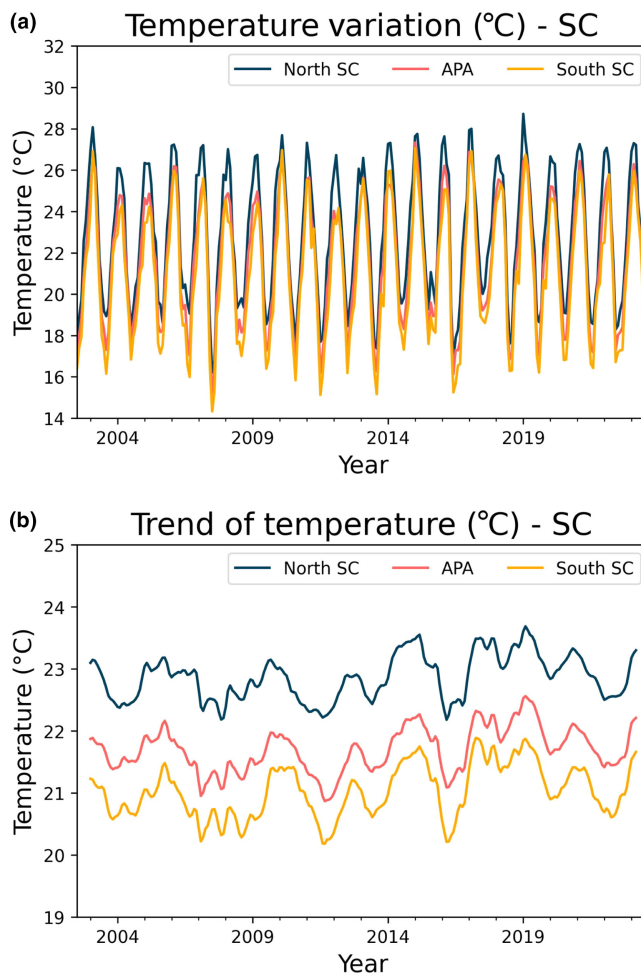 (a)
Temperature variation (°C) - SC
North SC
APA
South SC
Temperature (°C)
32
30
28
26
24
22
20
18
16
14
2004
2009
2014
2019
Year
(b)
Trend of temperature (°C) - SC
North SC
APA
South SC
Temperature (°C)
25
24
23
22
21
20
19
2004
2009
2014
2019
Year